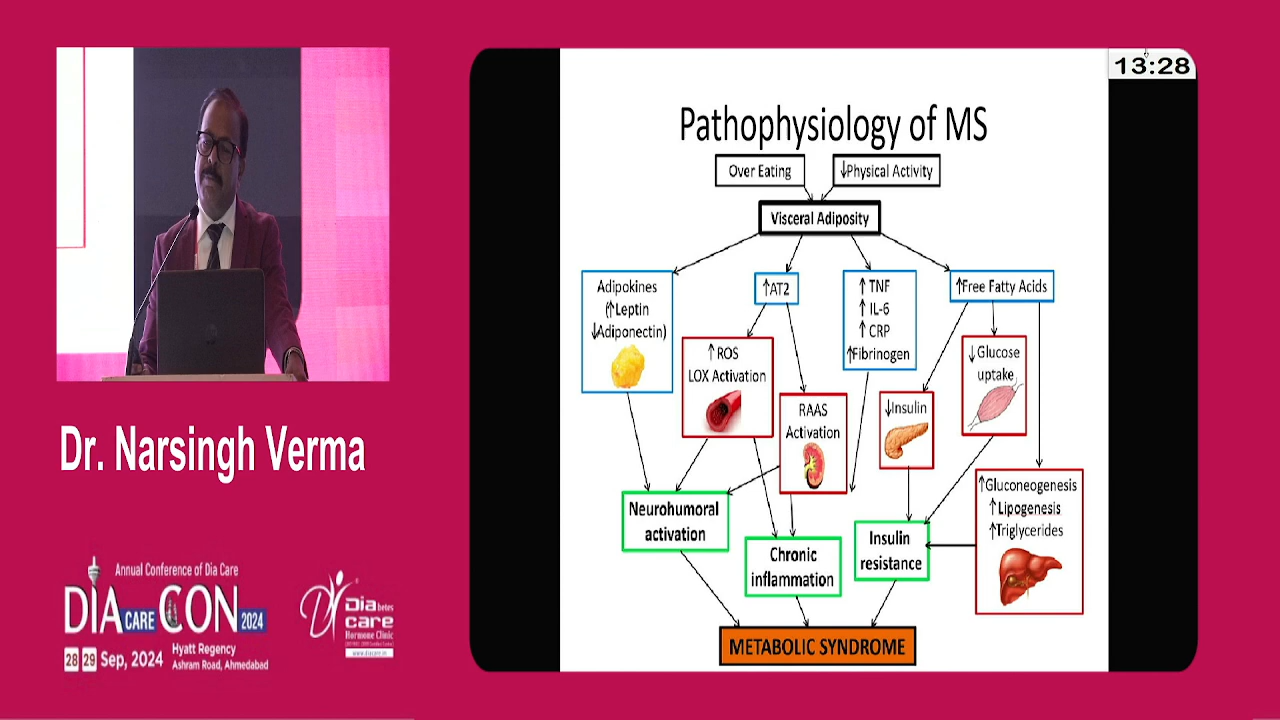 13:28
Pathophysiology of MS
Over Eating
↓Physical Activity
Visceral Adiposity
Adipokines
(↑Leptin
↓Adiponectin)
↑AT2
↑ TNF
↑ IL-6
↑ CRP
↑Fibrinogen
↑Free Fatty Acids
↑ ROS
LOX Activation
↓Glucose
uptake
RAAS
Activation
↓Insulin
↑Gluconeogenesis
↑Lipogenesis
↑Triglycerides
Neurohumoral
activation
Chronic
inflammation
Insulin
resistance
METABOLIC SYNDROME
Dr. Narsingh Verma
Annual Conference of Dia Care
DIA CARE CON 2024
28 29 Sep, 2024
Hyatt Regency
Ashram Road, Ahmedabad
Diabetes
care
Hormone Clinic